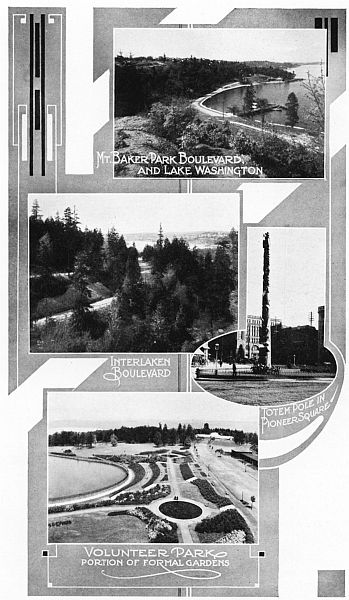 Mt. Baker Park Boulevard,
and Lake Washington
Interlaken
Boulevard
Totem Pole in
Pioneer Square
Volunteer Park
Portion of Formal Gardens